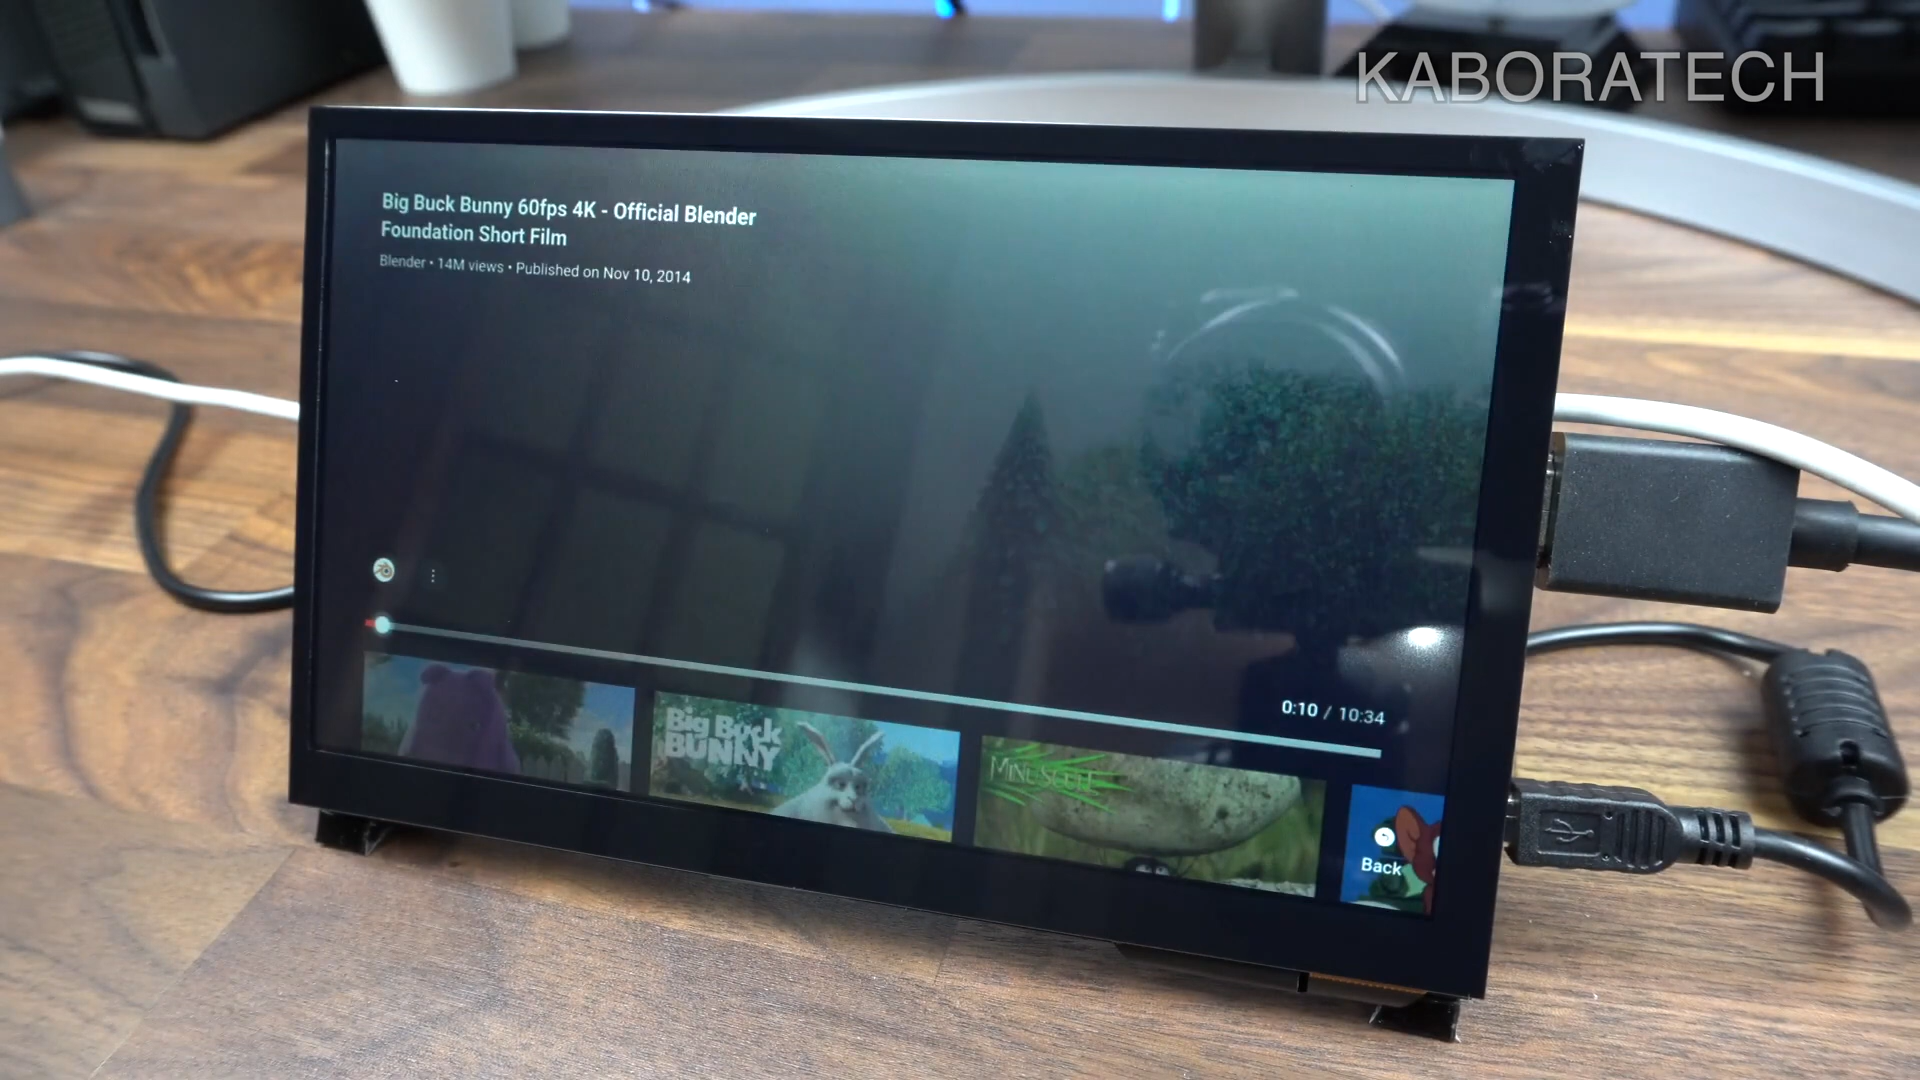 KABORATECH
Big Buck Bunny 60fps 4K - Official Blender
Foundation Short Film
Blender • 14M views • Published on Nov 10, 2014
0:10 / 10:34
Big Buck
BUNNY
MINUSCULE
Back